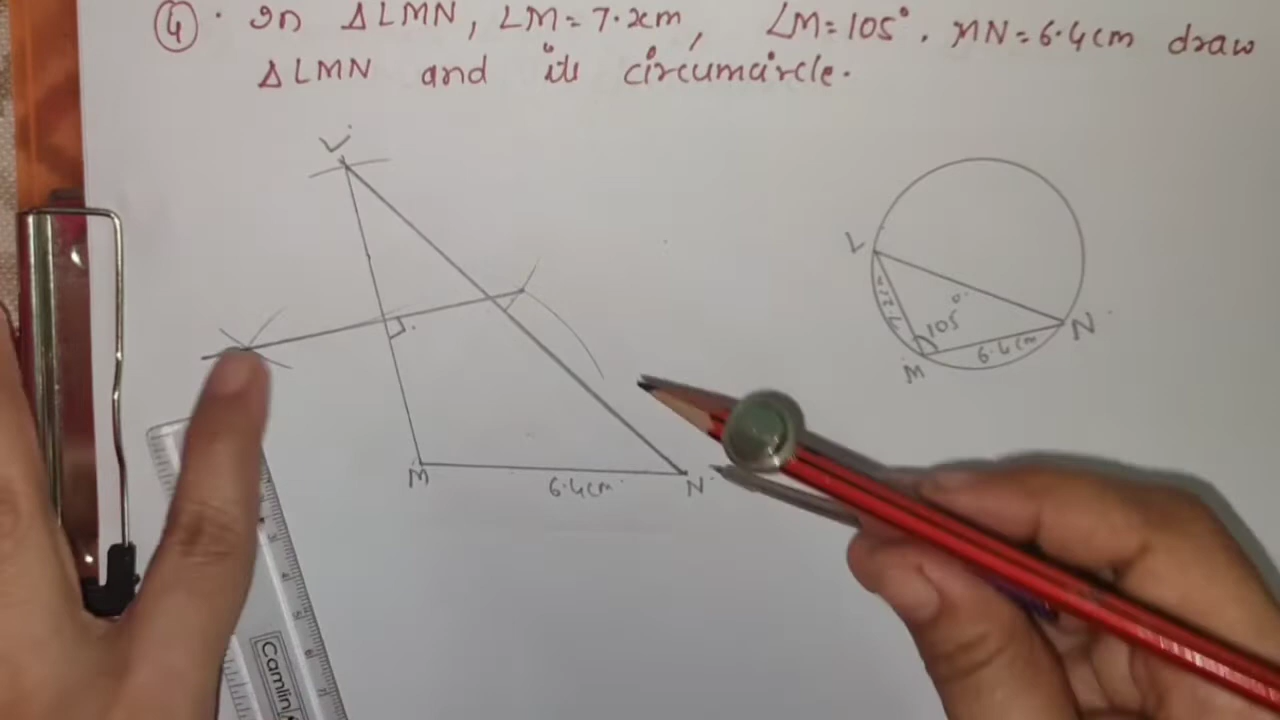 ④. In ΔLMN, LM=7.2cm, ∠M=105°. MN=6.4cm draw
ΔLMN and its circumcircle.
L
L
105°
6.4cm
N
M
M
6.4cm
N
Camlin